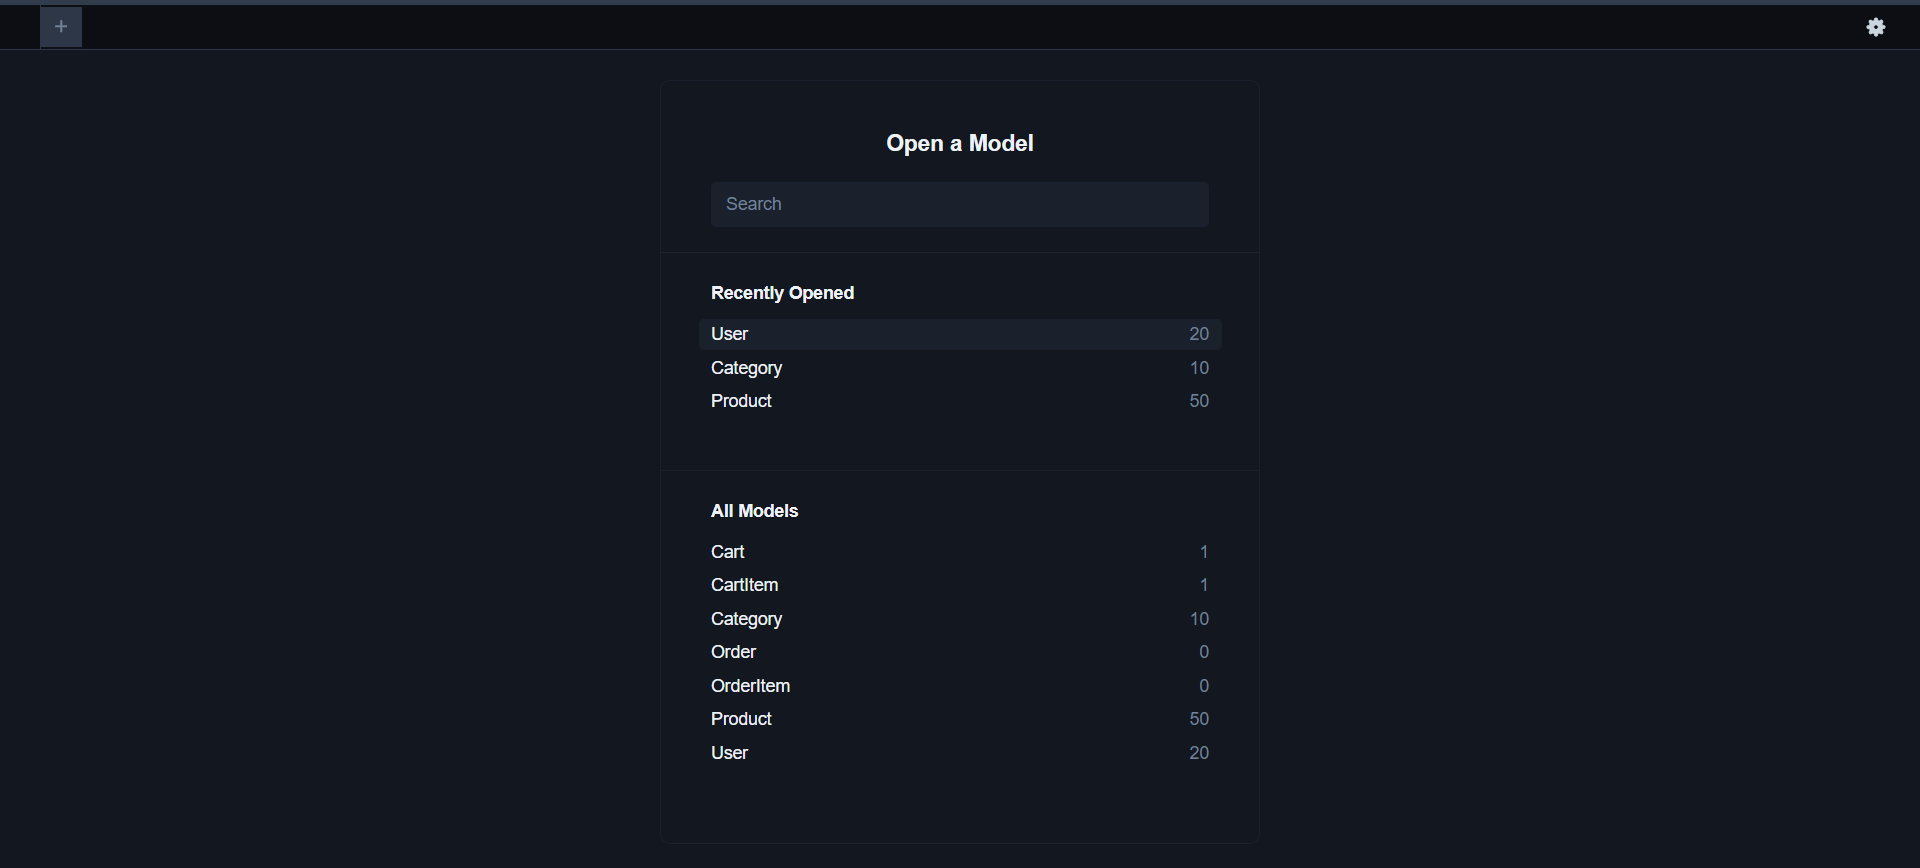 +
Open a Model
Search
Recently Opened
User 20
Category 10
Product 50
All Models
Cart 1
CartItem 1
Category 10
Order 0
OrderItem 0
Product 50
User 20